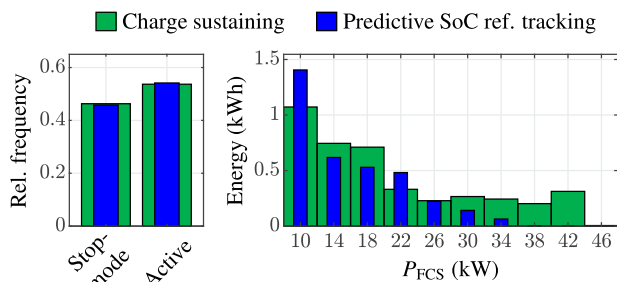 Charge sustaining
Predictive SoC ref. tracking
Rel. frequency
0.6
0.4
0.2
0
Stop-
mode
Active
Energy (kWh)
1.5
1
0.5
0
10 14 18 22 26 30 34 38 42 46
P_FCS (kW)